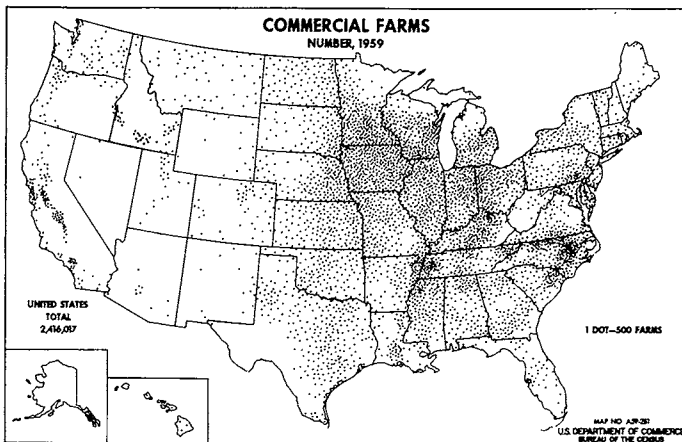 COMMERCIAL FARMS
NUMBER, 1959
UNITED STATES
TOTAL
2,416,017
1 DOT—500 FARMS
MAP NO. A59-251
U.S. DEPARTMENT OF COMMERCE
BUREAU OF THE CENSUS